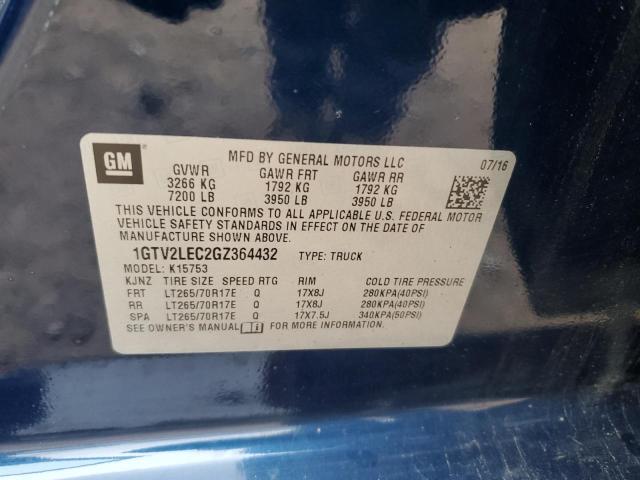 GM
MFD BY GENERAL MOTORS LLC 07/16
GVWR GAWR FRT GAWR RR
3266 KG 1792 KG 1792 KG
7200 LB 3950 LB 3950 LB
THIS VEHICLE CONFORMS TO ALL APPLICABLE U.S. FEDERAL MOTOR
VEHICLE SAFETY STANDARDS IN EFFECT ON THE DATE OF
MANUFACTURE SHOWN ABOVE.
1GTV2LEC2GZ364432 TYPE: TRUCK
MODEL: K15753
KJNZ TIRE SIZE SPEED RTG RIM COLD TIRE PRESSURE
FRT LT265/70R17E Q 17X8J 280KPA(40PSI)
RR LT265/70R17E Q 17X8J 280KPA(40PSI)
SPA LT265/70R17E Q 17X7.5J 340KPA(50PSI)
SEE OWNER'S MANUAL FOR MORE INFORMATION.